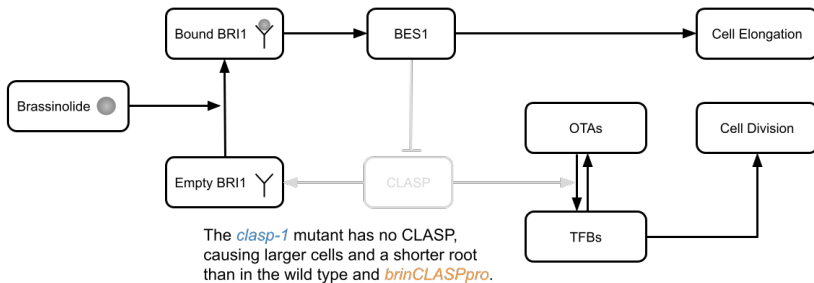 Bound BRI1
BES1
Cell Elongation
Brassinolide
OTAs
Cell Division
Empty BRI1
CLASP
TFBs
The clasp-1 mutant has no CLASP,
causing larger cells and a shorter root
than in the wild type and brinCLASPpro.